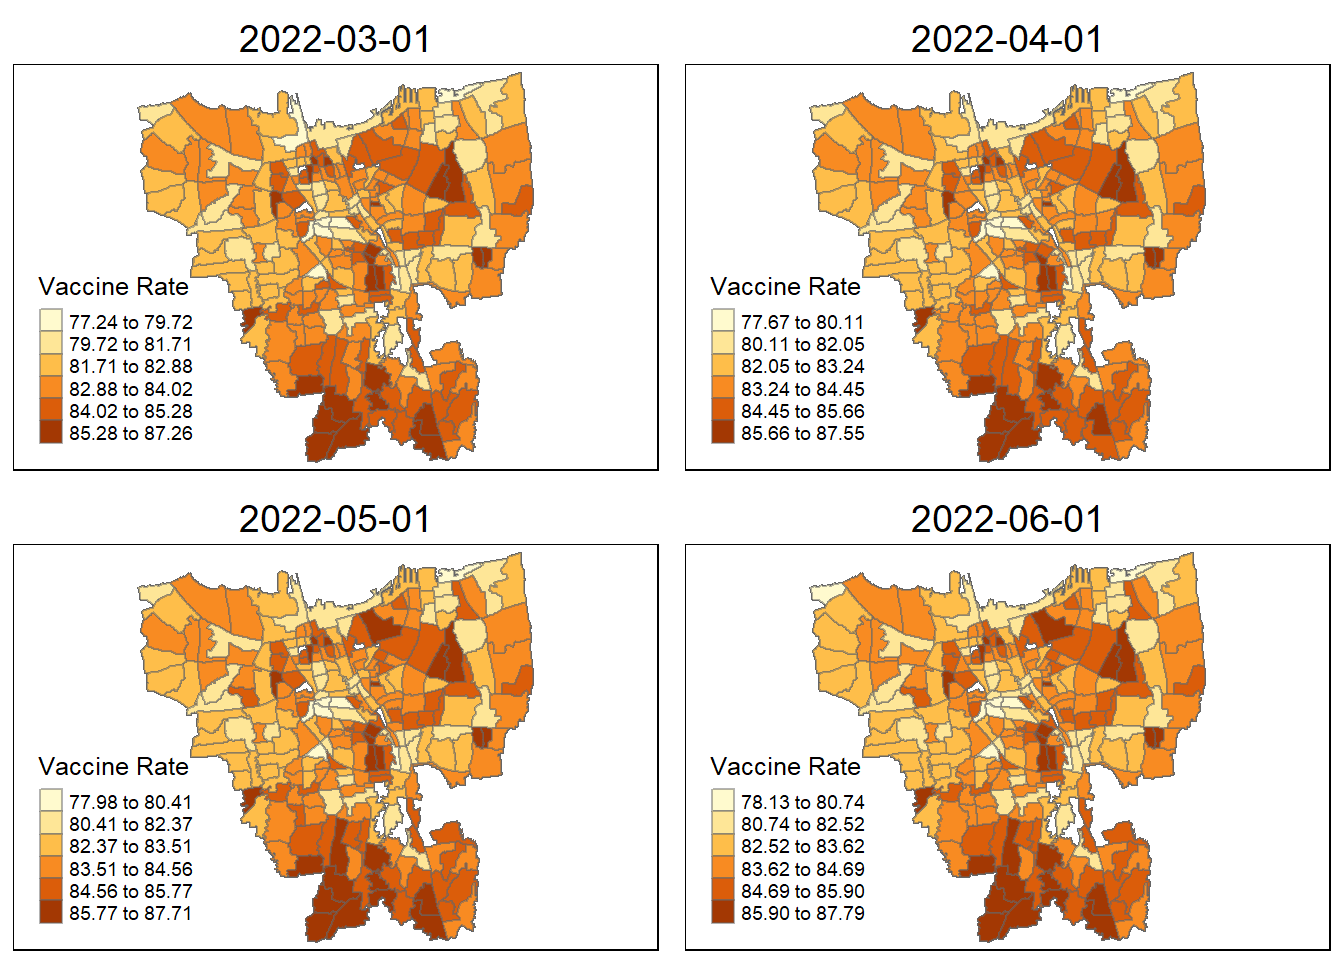 2022-03-01
Vaccine Rate
77.24 to 79.72
79.72 to 81.71
81.71 to 82.88
82.88 to 84.02
84.02 to 85.28
85.28 to 87.26
2022-04-01
Vaccine Rate
77.67 to 80.11
80.11 to 82.05
82.05 to 83.24
83.24 to 84.45
84.45 to 85.66
85.66 to 87.55
2022-05-01
Vaccine Rate
77.98 to 80.41
80.41 to 82.37
82.37 to 83.51
83.51 to 84.56
84.56 to 85.77
85.77 to 87.71
2022-06-01
Vaccine Rate
78.13 to 80.74
80.74 to 82.52
82.52 to 83.62
83.62 to 84.69
84.69 to 85.90
85.90 to 87.79